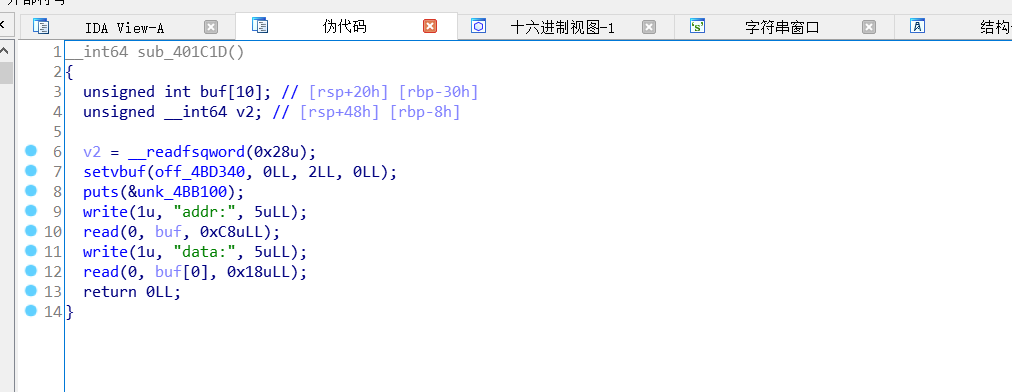 IDA View-A 伪代码 十六进制视图-1 字符串窗口 结构
1 __int64 sub_401C1D()
2 {
3 unsigned int buf[10]; // [rsp+20h] [rbp-30h]
4 unsigned __int64 v2; // [rsp+48h] [rbp-8h]
5
6 v2 = __readfsqword(0x28u);
7 setvbuf(off_4BD340, 0LL, 2LL, 0LL);
8 puts(&unk_4BB100);
9 write(1u, "addr:", 5uLL);
10 read(0, buf, 0xC8uLL);
11 write(1u, "data:", 5uLL);
12 read(0, buf[0], 0x18uLL);
13 return 0LL;
14 }